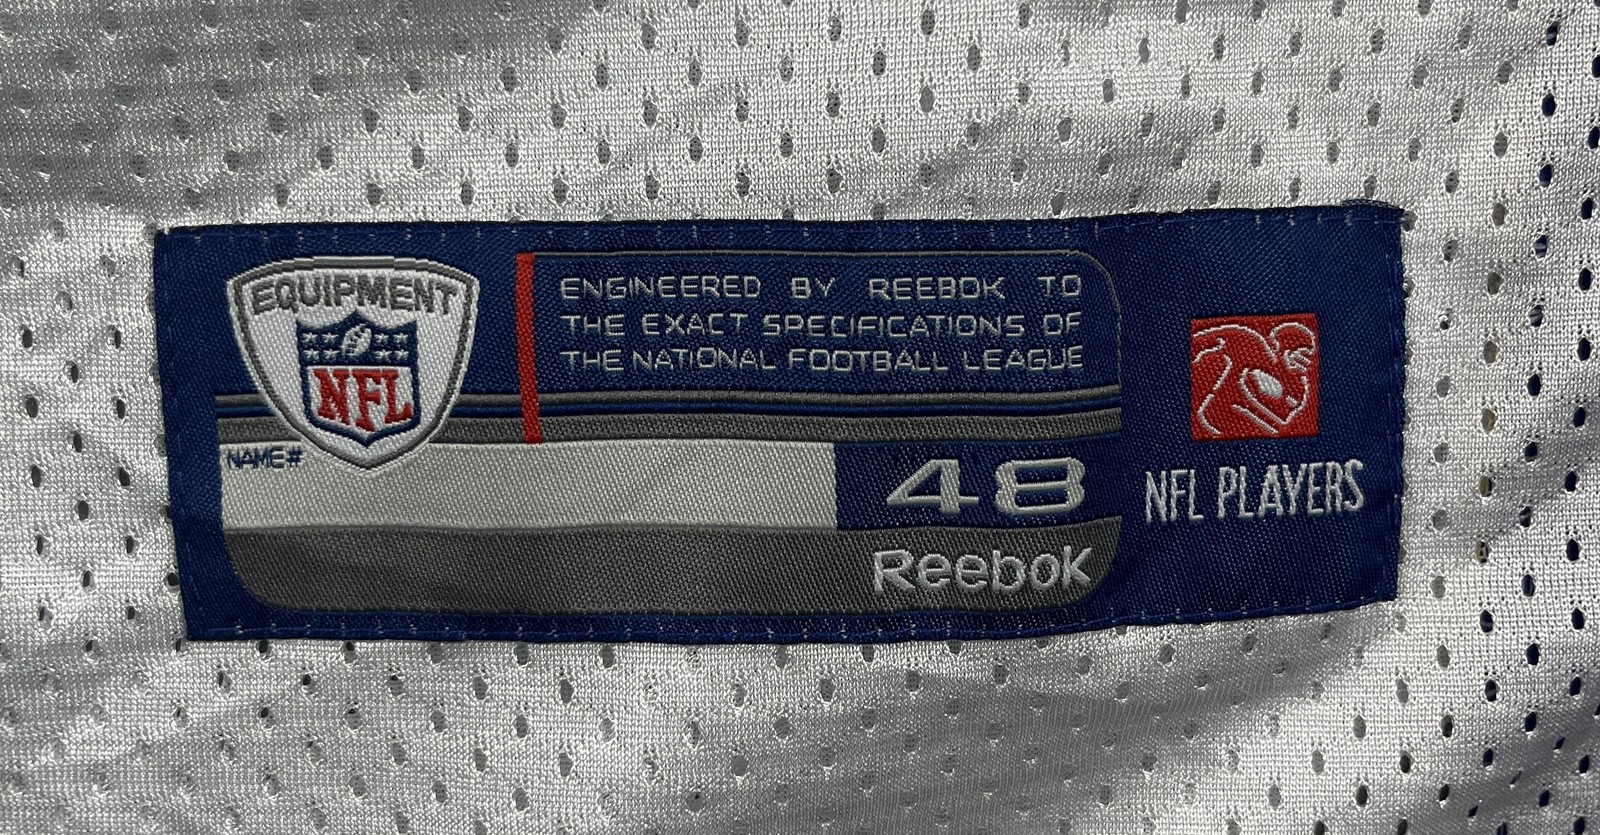 EQUIPMENT
NFL
ENGINEERED BY REEBOK TO
THE EXACT SPECIFICATIONS OF
THE NATIONAL FOOTBALL LEAGUE
NAME#
48
Reebok
NFL PLAYERS